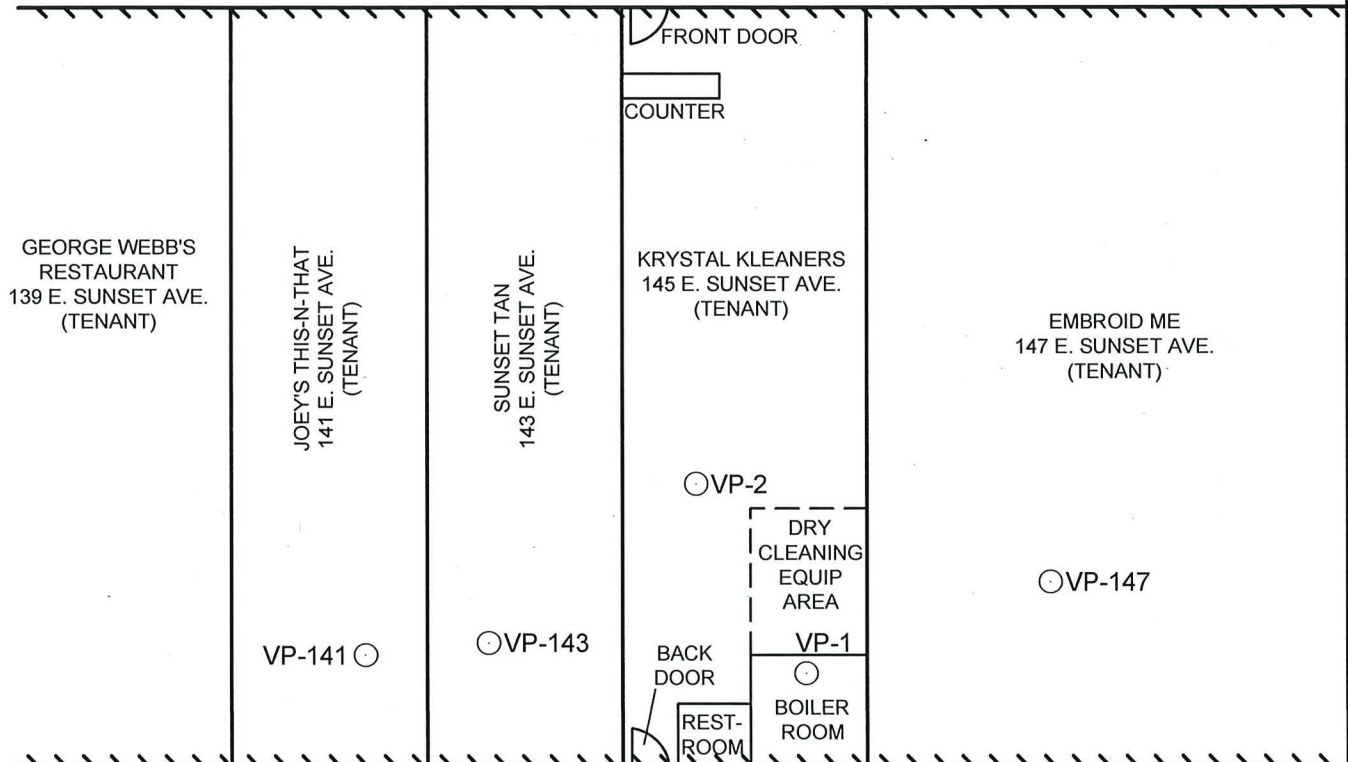 FRONT DOOR
COUNTER
GEORGE WEBB'S
RESTAURANT
139 E. SUNSET AVE.
(TENANT)
JOEY'S THIS-N-THAT
141 E. SUNSET AVE.
(TENANT)
SUNSET TAN
143 E. SUNSET AVE.
(TENANT)
KRYSTAL KLEANERS
145 E. SUNSET AVE.
(TENANT)
EMBROID ME
147 E. SUNSET AVE.
(TENANT)
VP-2
DRY
CLEANING
EQUIP
AREA
VP-147
VP-141
VP-143
VP-1
BACK
DOOR
REST-
ROOM
BOILER
ROOM